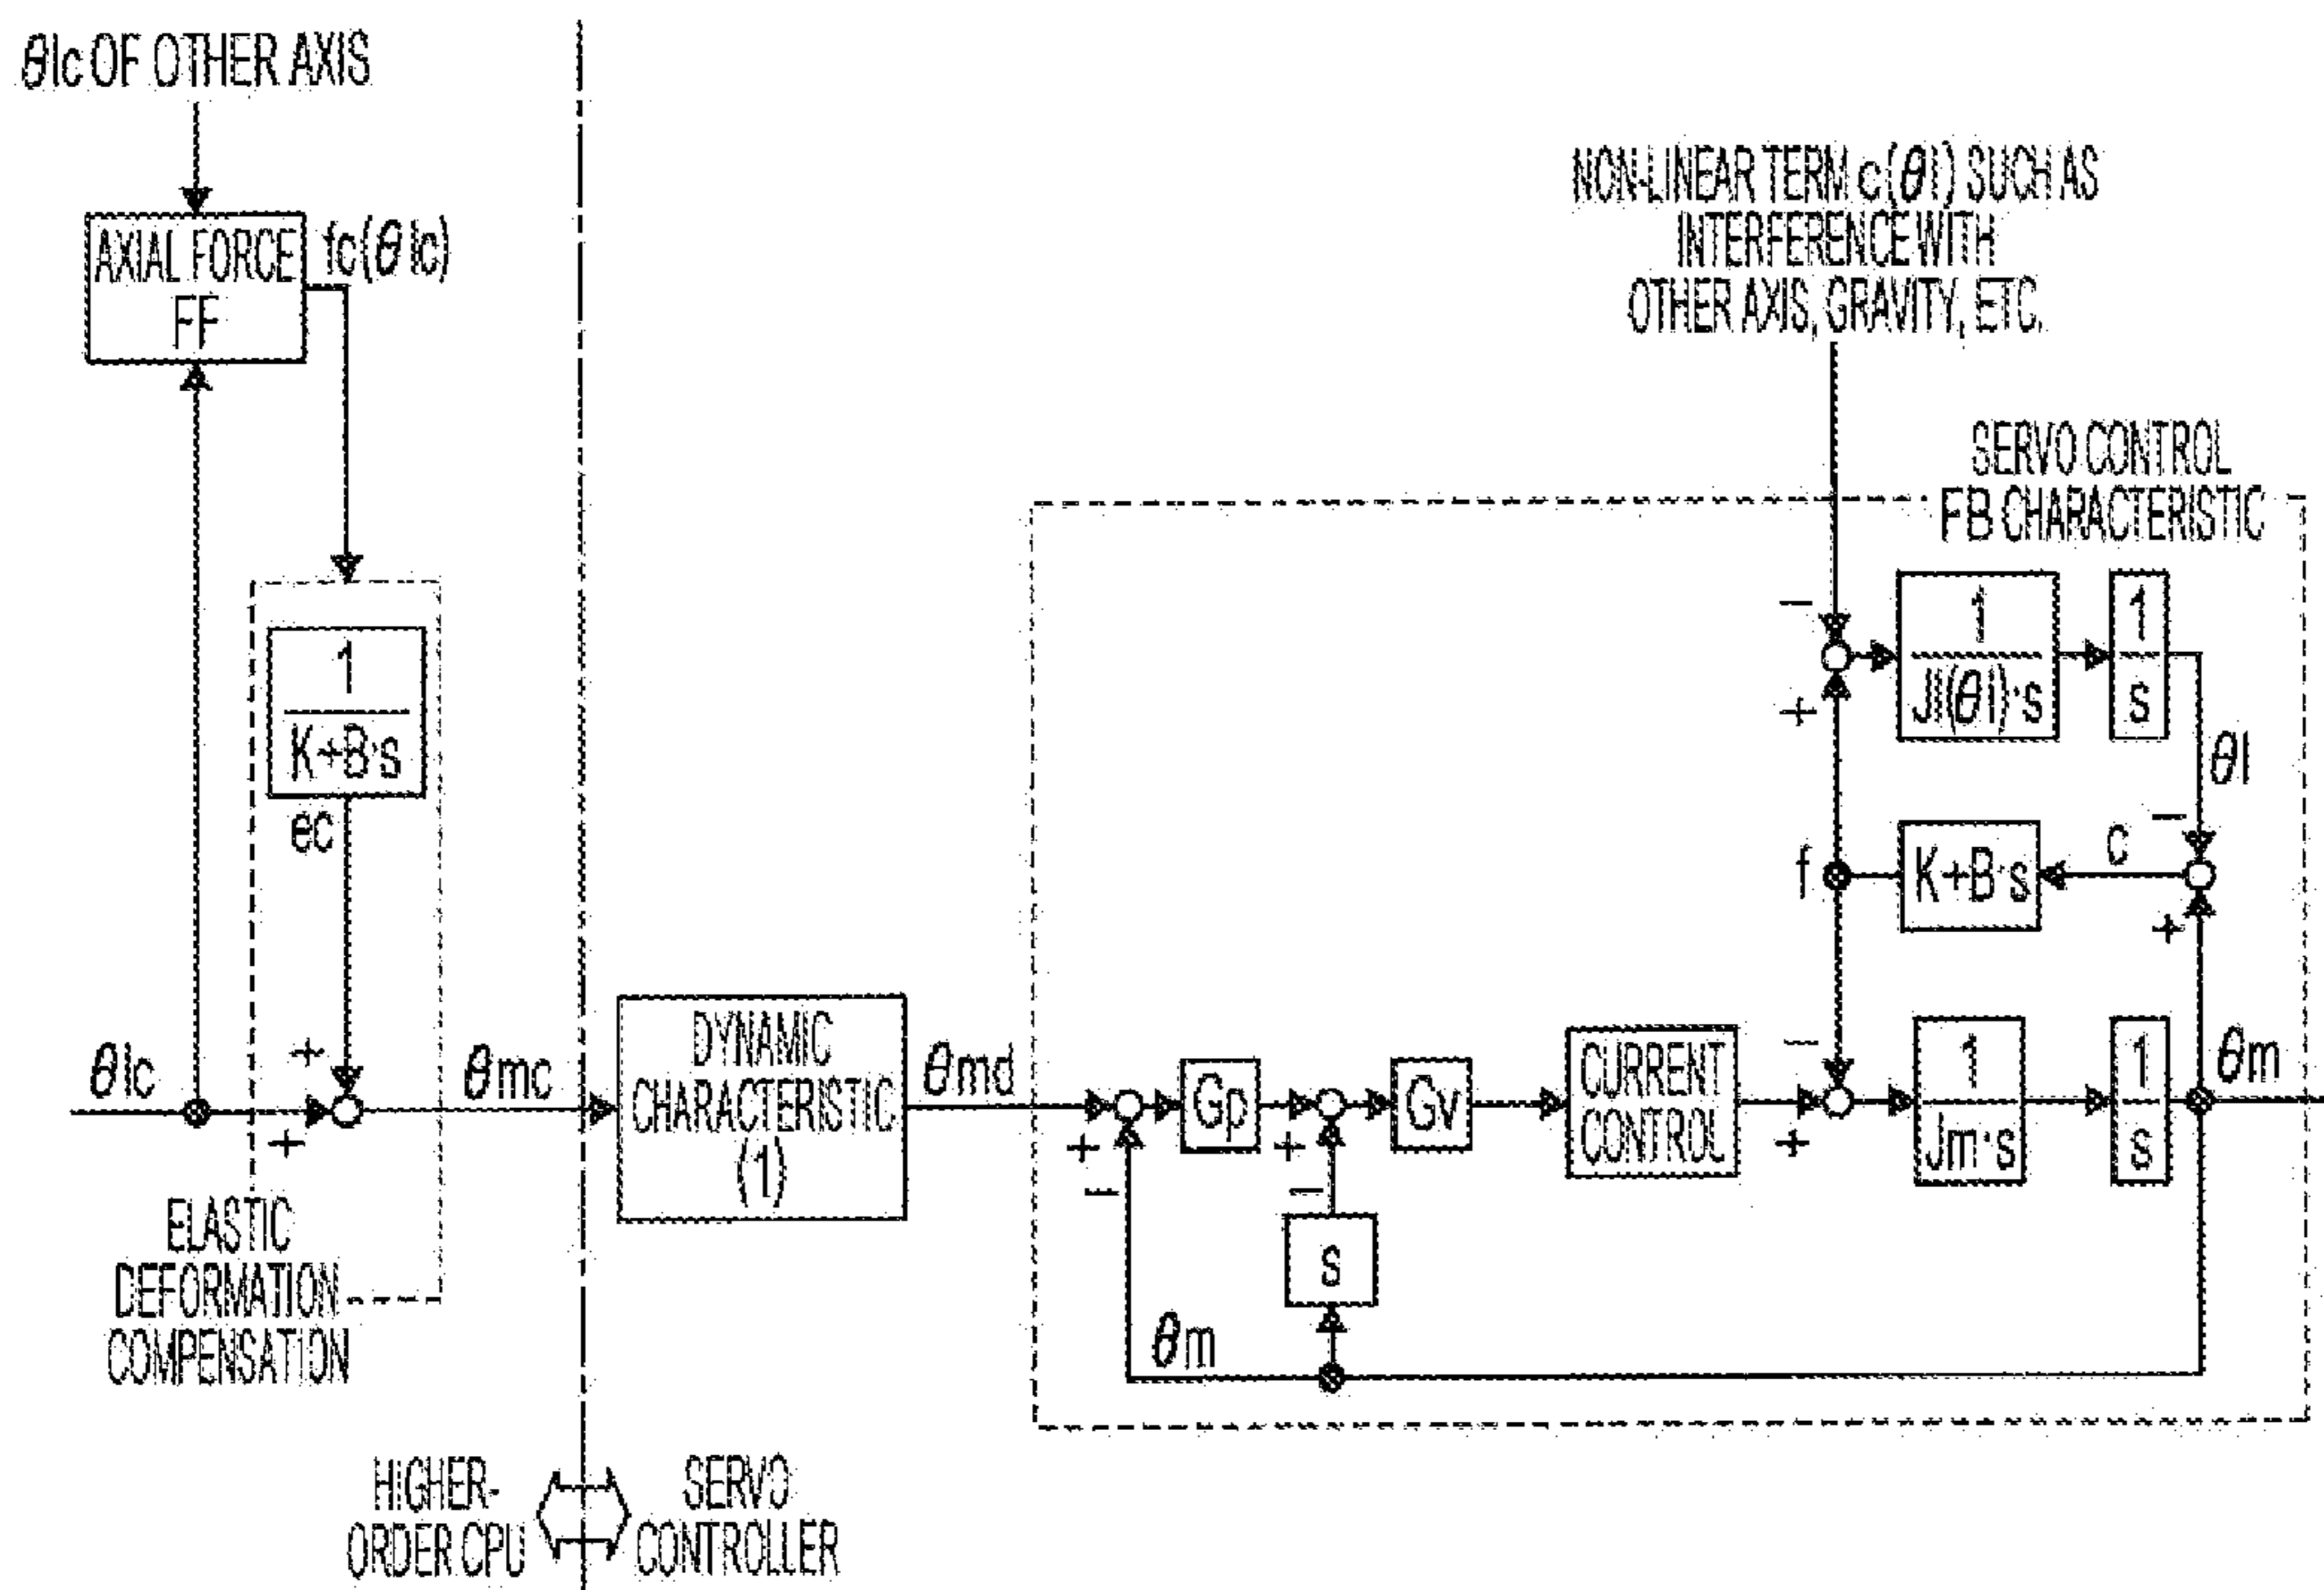 θlc OF OTHER AXIS
AXIAL FORCE
FF
fc(θlc)
1
K+B·s
ec
+
θlc
+
θmc
ELASTIC
DEFORMATION
COMPENSATION
HIGHER-
ORDER CPU
SERVO
CONTROLLER
DYNAMIC
CHARACTERISTIC
(1)
θmd
NON-LINEAR TERM c(θl) SUCH AS
INTERFERENCE WITH
OTHER AXIS, GRAVITY, ETC.
SERVO CONTROL
FB CHARACTERISTIC
−
+
1
Jl(θl)·s
1
s
θl
−
c
K+B·s
f
+
+
−
Gp
+
−
Gv
CURRENT
CONTROL
−
+
1
Jm·s
1
s
θm
s
θm